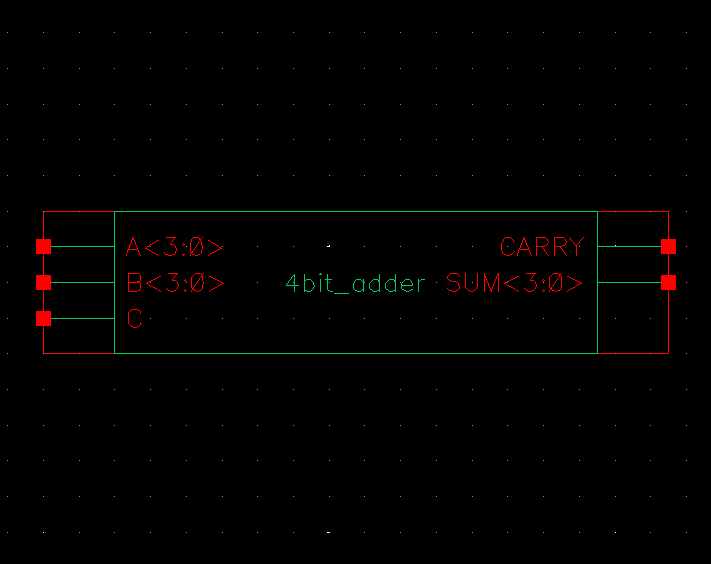 A<3:0> CARRY
B<3:0> 4bit_adder SUM<3:0>
C